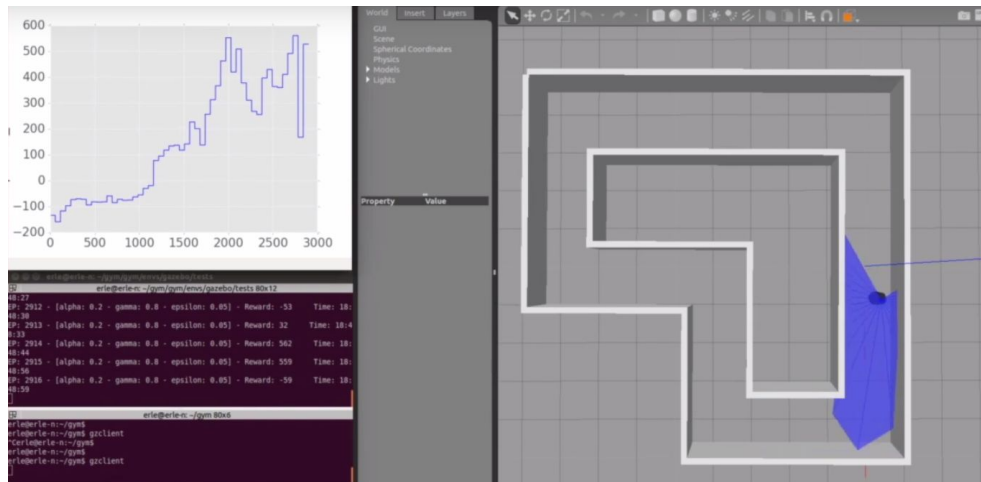 600
500
400
300
200
100
0
−100
−200
0 500 1000 1500 2000 2500 3000
World Insert Layers
GUI
Scene
Spherical Coordinates
Physics
Models
Lights
Property Value
erle@erle-n: ~/gym/gym/envs/gazebo/tests
erle@erle-n: ~/gym/gym/envs/gazebo/tests 80x12
48:27
EP: 2912 - [alpha: 0.2 - gamma: 0.8 - epsilon: 0.05] - Reward: -53 Time: 18:
48:30
EP: 2913 - [alpha: 0.2 - gamma: 0.8 - epsilon: 0.05] - Reward: 32 Time: 18:4
8:33
EP: 2914 - [alpha: 0.2 - gamma: 0.8 - epsilon: 0.05] - Reward: 562 Time: 18:
48:44
EP: 2915 - [alpha: 0.2 - gamma: 0.8 - epsilon: 0.05] - Reward: 559 Time: 18:
48:56
EP: 2916 - [alpha: 0.2 - gamma: 0.8 - epsilon: 0.05] - Reward: -59 Time: 18:
48:59
erle@erle-n: ~/gym 80x6
erle@erle-n:~/gym$
erle@erle-n:~/gym$ gzclient
^Cerle@erle-n:~/gym$
erle@erle-n:~/gym$
erle@erle-n:~/gym$ gzclient